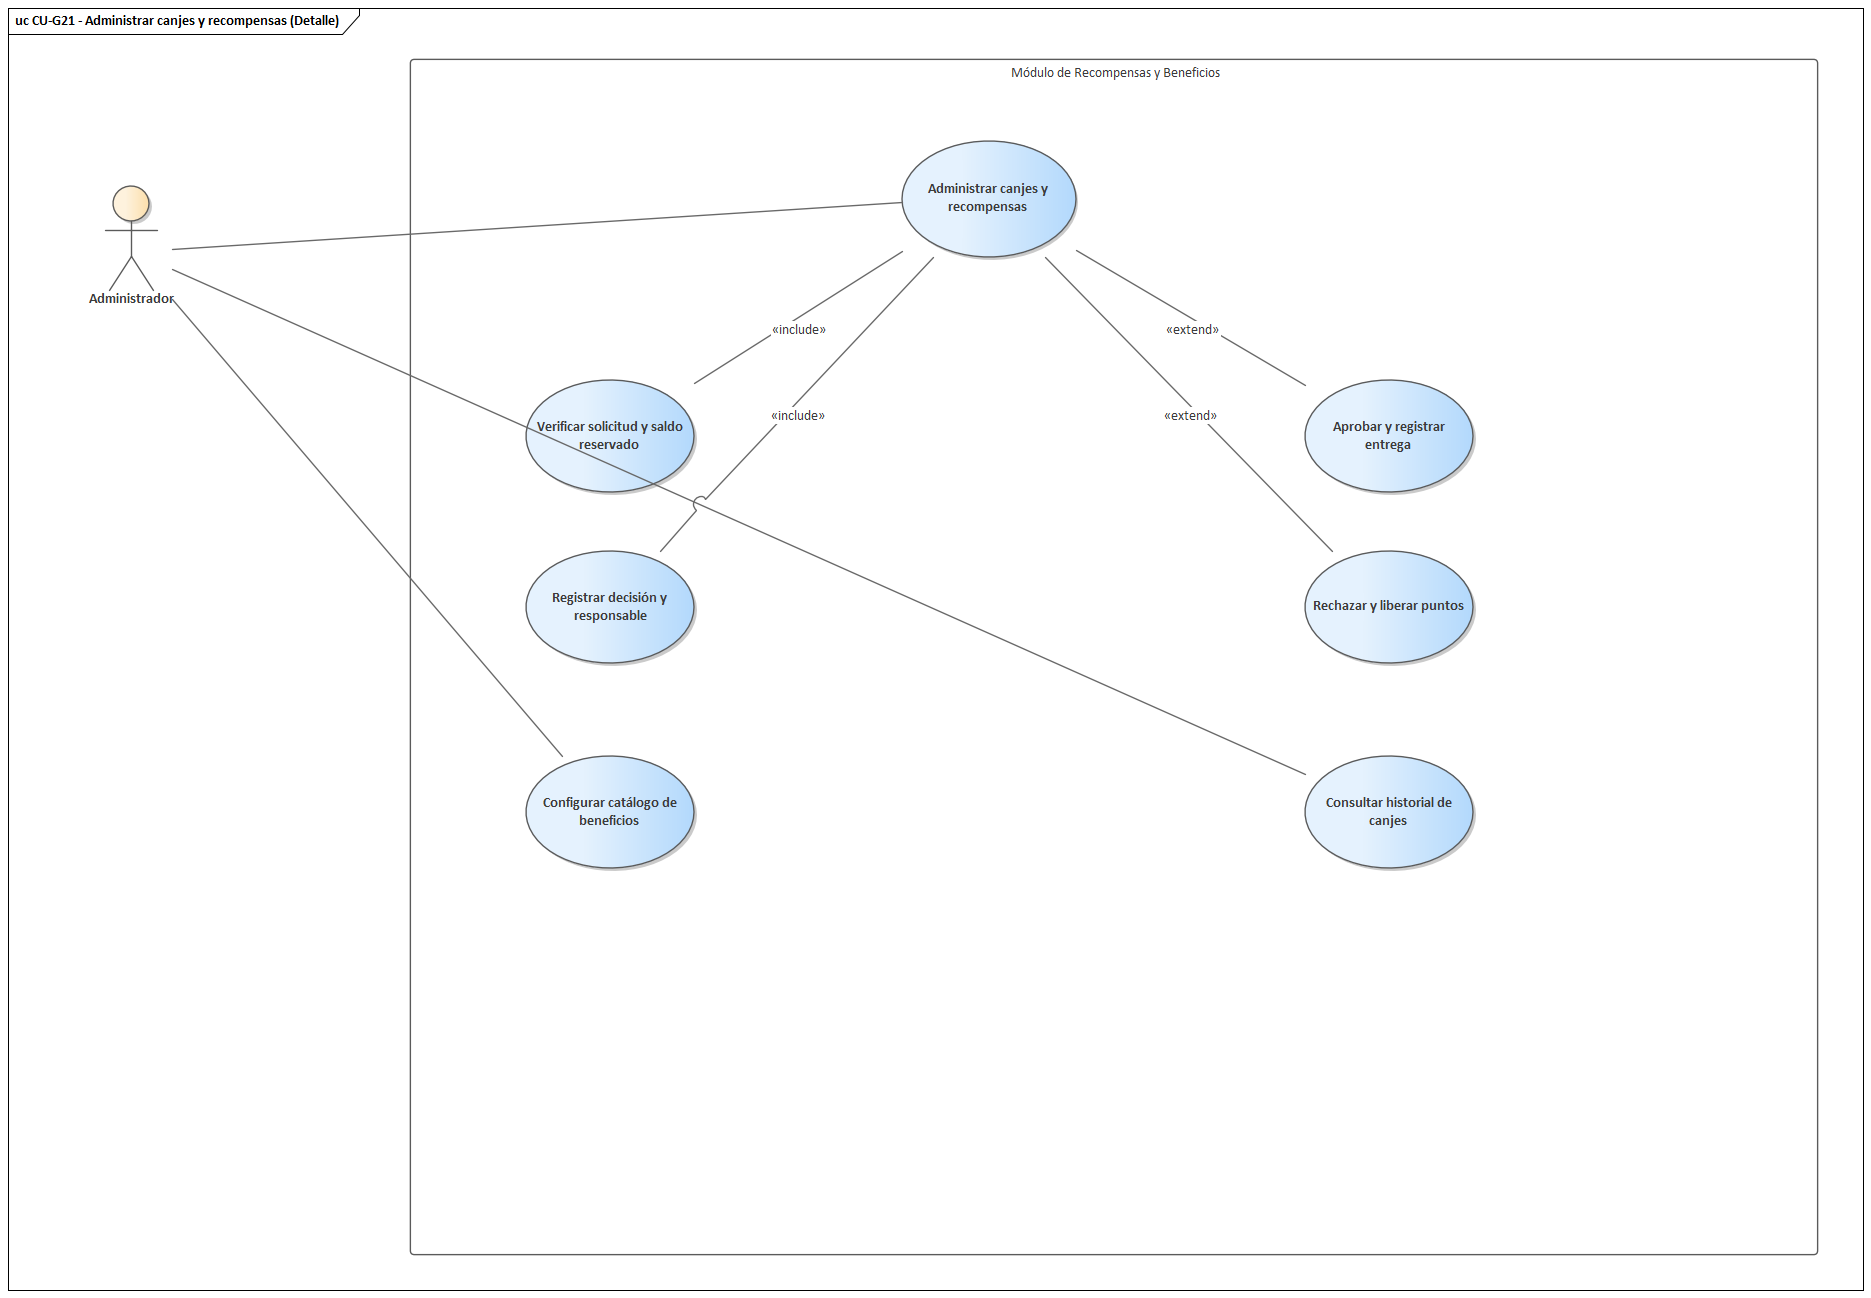 uc CU-G21 - Administrar canjes y recompensas (Detalle)
Módulo de Recompensas y Beneficios
Administrar canjes y
recompensas
Administrador
«include»
«extend»
«include»
«extend»
Verificar solicitud y saldo
reservado
Aprobar y registrar
entrega
Registrar decisión y
responsable
Rechazar y liberar puntos
Configurar catálogo de
beneficios
Consultar historial de
canjes